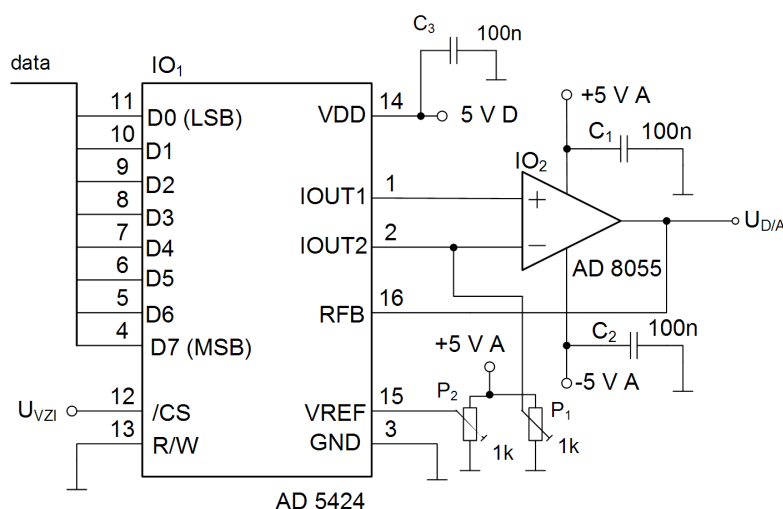 C3
100n
data
IO1
11
D0 (LSB)
VDD
14
5 V D
+5 V A
10
D1
C1
100n
9
D2
IO2
8
D3
IOUT1
1
+
7
D4
IOUT2
2
−
UD/A
6
D5
AD 8055
5
D6
RFB
16
4
D7 (MSB)
+5 V A
C2
100n
-5 V A
UVZI
12
/CS
VREF
15
P2
1k
P1
1k
13
R/W
GND
3
AD 5424